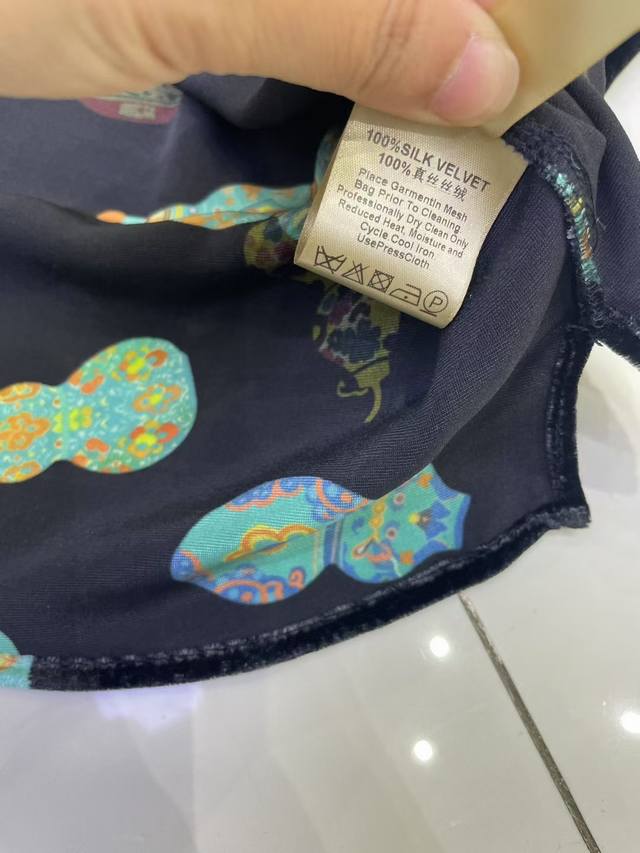 100%SILK VELVET
100%真丝丝绒
Place Garmentin Mesh
Bag Prior To Cleaning
Professionally Dry Clean Only
Reduced Heat, Moisture and
Cycle.Cool Iron
UsePressCloth
P